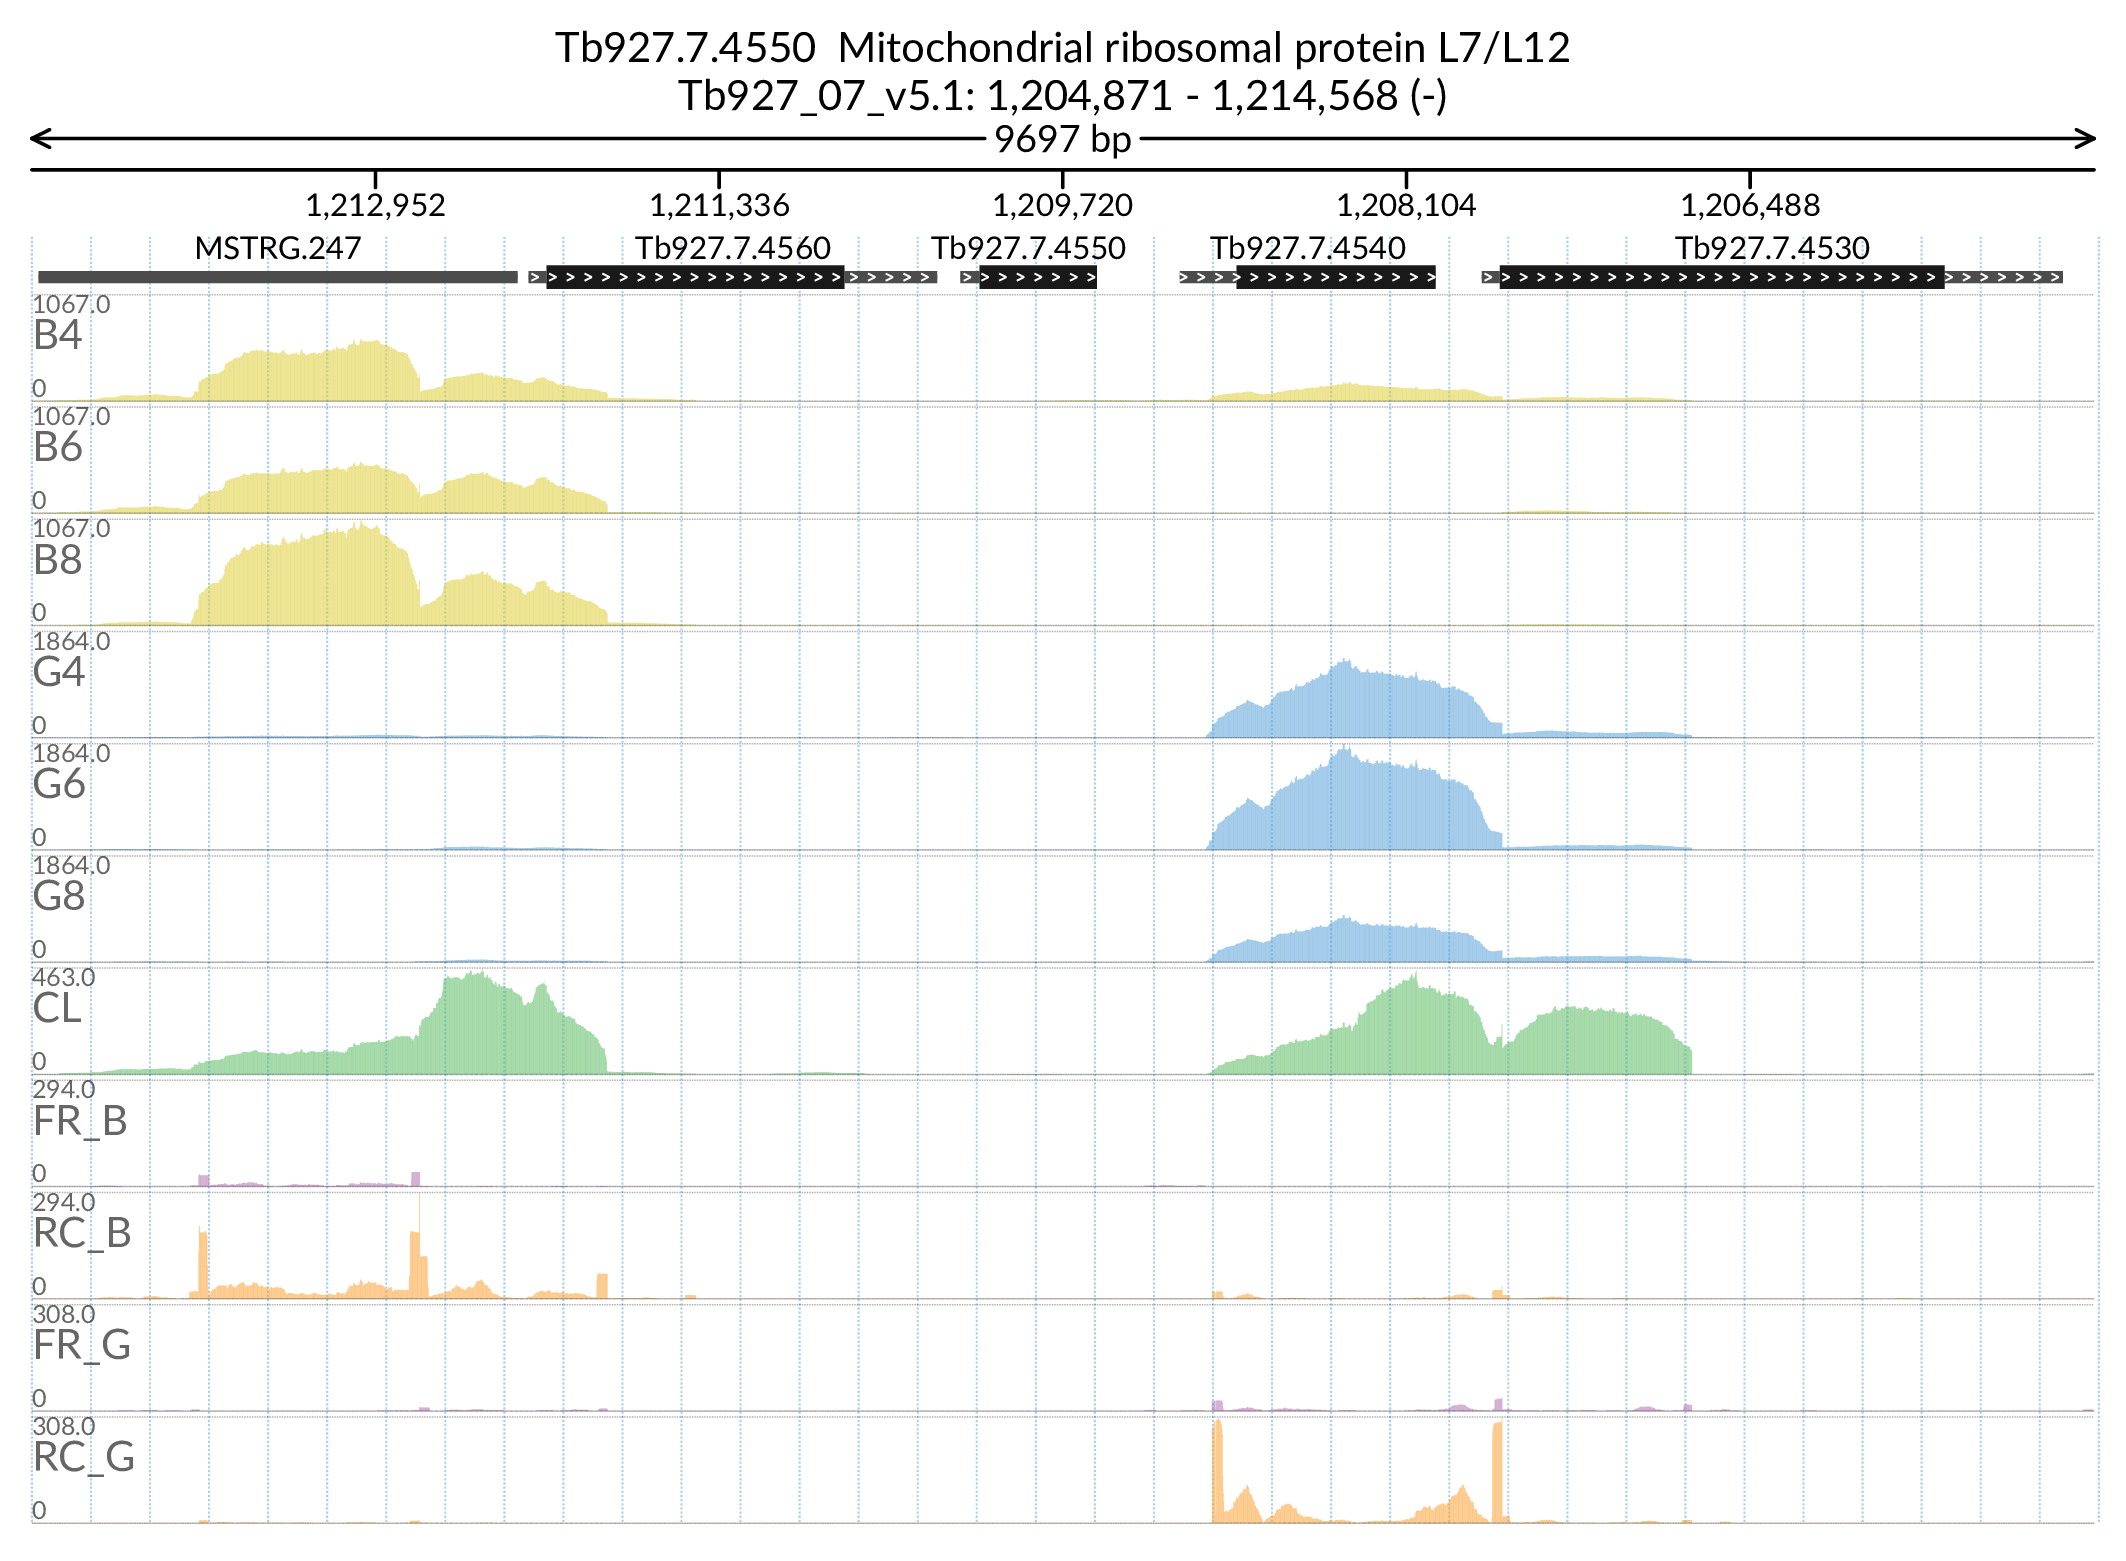 Tb927.7.4550 Mitochondrial ribosomal protein L7/L12
Tb927_07_v5.1: 1,204,871 - 1,214,568 (-)
9697 bp
1,212,952 1,211,336 1,209,720 1,208,104 1,206,488
MSTRG.247 Tb927.7.4560 Tb927.7.4550 Tb927.7.4540 Tb927.7.4530
1067.0
B4
0
1067.0
B6
0
1067.0
B8
0
1864.0
G4
0
1864.0
G6
0
1864.0
G8
0
463.0
CL
0
294.0
FR_B
0
294.0
RC_B
0
308.0
FR_G
0
308.0
RC_G
0